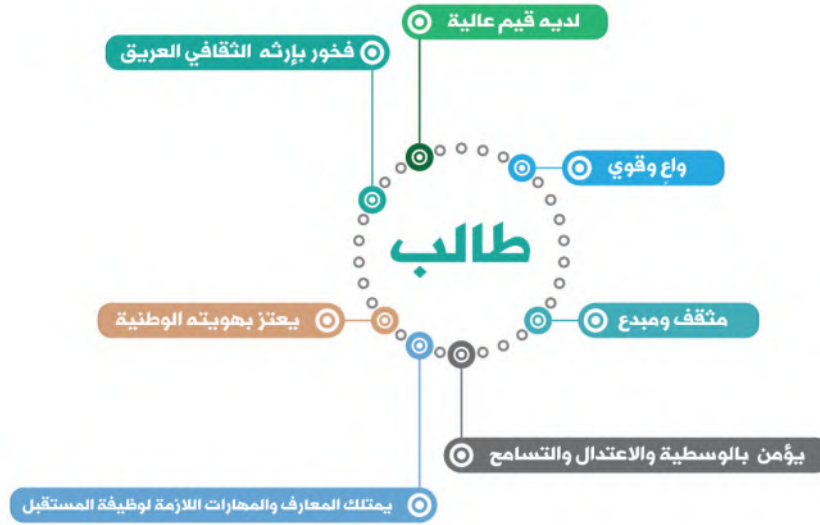 لديه قيم عالية
فخور بإرثه الثقافي العريق
واعٍ وقوي
طالب
مثقف ومبدع
يعتز بهويته الوطنية
يؤمن بالوسطية والاعتدال والتسامح
يمتلك المعارف والمهارات اللازمة لوظيفة المستقبل